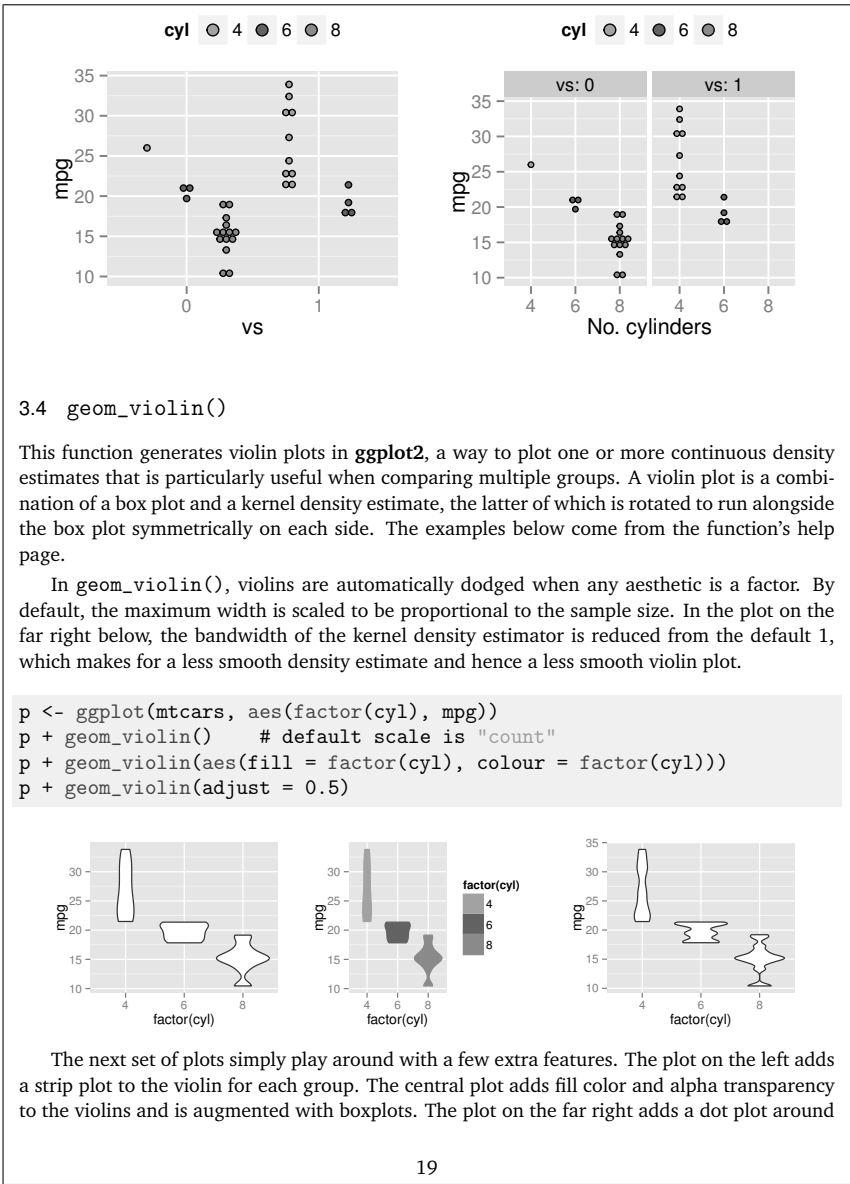 cyl 4 6 8
35
30
25
20
15
10
mpg
0 1
vs
cyl 4 6 8
vs: 0 vs: 1
35
30
25
20
15
10
mpg
4 6 8 4 6 8
No. cylinders
3.4 geom_violin()
This function generates violin plots in ggplot2, a way to plot one or more continuous density
estimates that is particularly useful when comparing multiple groups. A violin plot is a combi-
nation of a box plot and a kernel density estimate, the latter of which is rotated to run alongside
the box plot symmetrically on each side. The examples below come from the function's help
page.
In geom_violin(), violins are automatically dodged when any aesthetic is a factor. By
default, the maximum width is scaled to be proportional to the sample size. In the plot on the
far right below, the bandwidth of the kernel density estimator is reduced from the default 1,
which makes for a less smooth density estimate and hence a less smooth violin plot.
p <- ggplot(mtcars, aes(factor(cyl), mpg))
p + geom_violin() # default scale is "count"
p + geom_violin(aes(fill = factor(cyl), colour = factor(cyl)))
p + geom_violin(adjust = 0.5)
30
25
20
15
10
mpg
4 6 8
factor(cyl)
30
25
20
15
10
mpg
4 6 8
factor(cyl)
factor(cyl)
4
6
8
35
30
25
20
15
10
mpg
4 6 8
factor(cyl)
The next set of plots simply play around with a few extra features. The plot on the left adds
a strip plot to the violin for each group. The central plot adds fill color and alpha transparency
to the violins and is augmented with boxplots. The plot on the far right adds a dot plot around
19